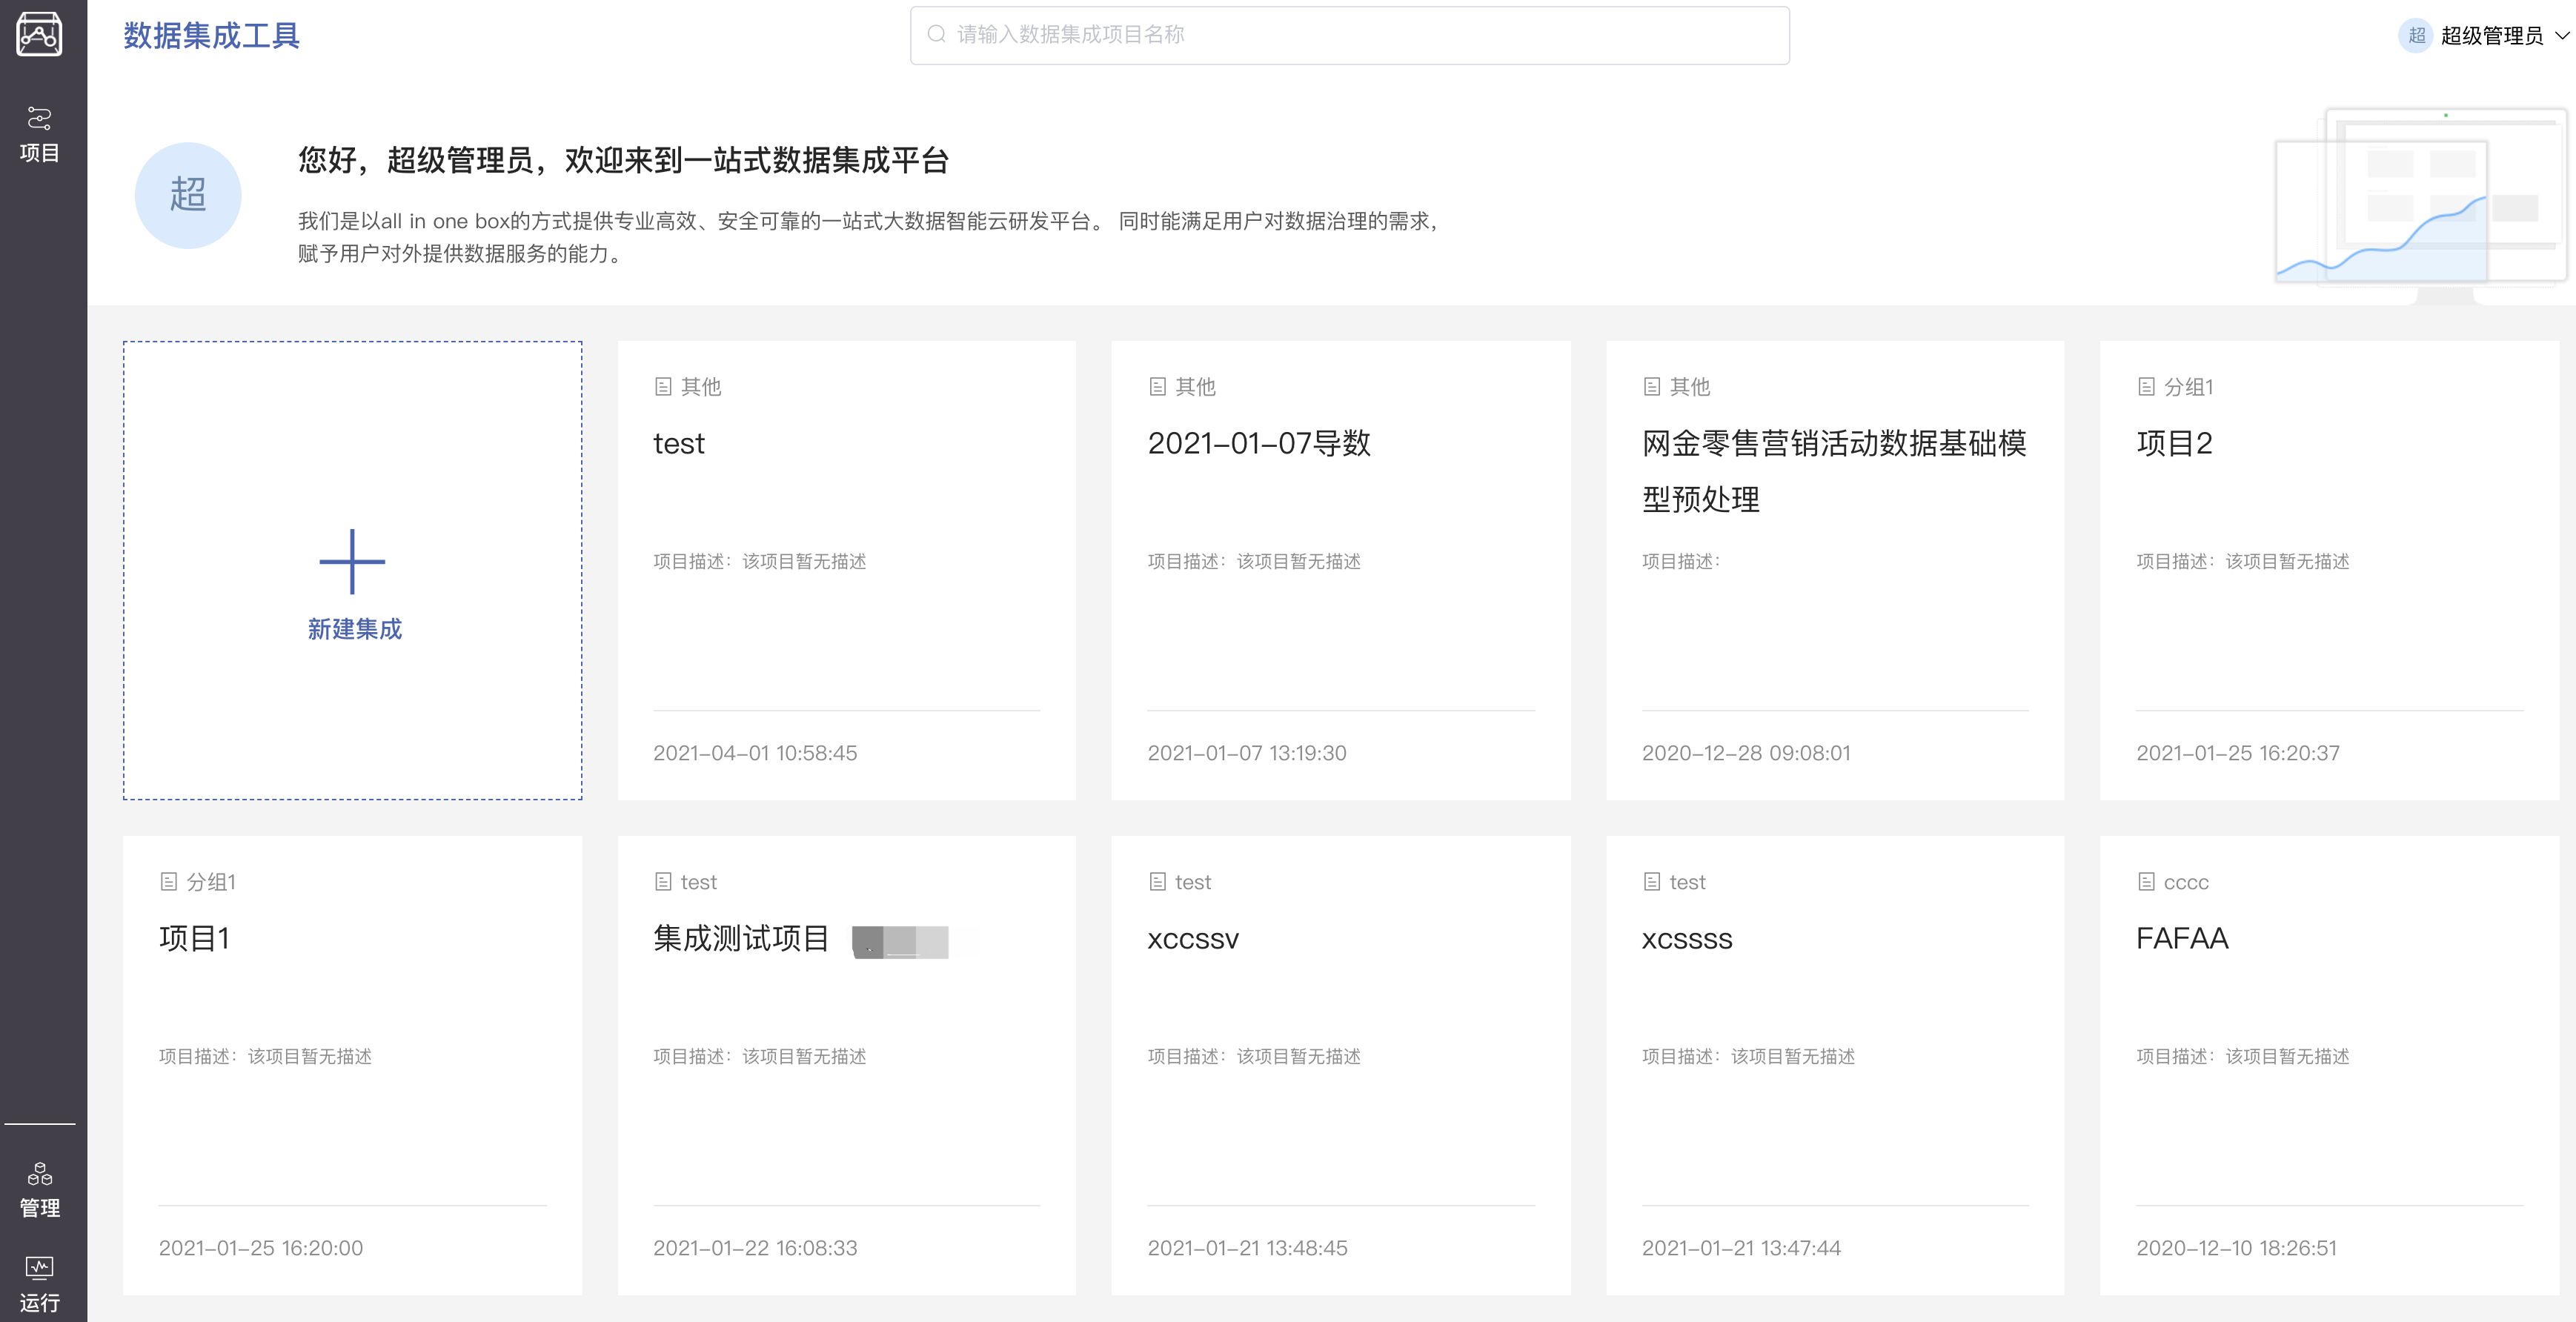 数据集成工具
请输入数据集成项目名称
超
超级管理员
项目
超
您好，超级管理员，欢迎来到一站式数据集成平台
我们是以all in one box的方式提供专业高效、安全可靠的一站式大数据智能云研发平台。 同时能满足用户对数据治理的需求，
赋予用户对外提供数据服务的能力。
新建集成
其他
test
项目描述：该项目暂无描述
2021-04-01 10:58:45
其他
2021-01-07导数
项目描述：该项目暂无描述
2021-01-07 13:19:30
其他
网金零售营销活动数据基础模
型预处理
项目描述：
2020-12-28 09:08:01
分组1
项目2
项目描述：该项目暂无描述
2021-01-25 16:20:37
分组1
项目1
项目描述：该项目暂无描述
2021-01-25 16:20:00
test
集成测试项目
项目描述：该项目暂无描述
2021-01-22 16:08:33
test
xccssv
项目描述：该项目暂无描述
2021-01-21 13:48:45
test
xcssss
项目描述：该项目暂无描述
2021-01-21 13:47:44
cccc
FAFAA
项目描述：该项目暂无描述
2020-12-10 18:26:51
管理
运行